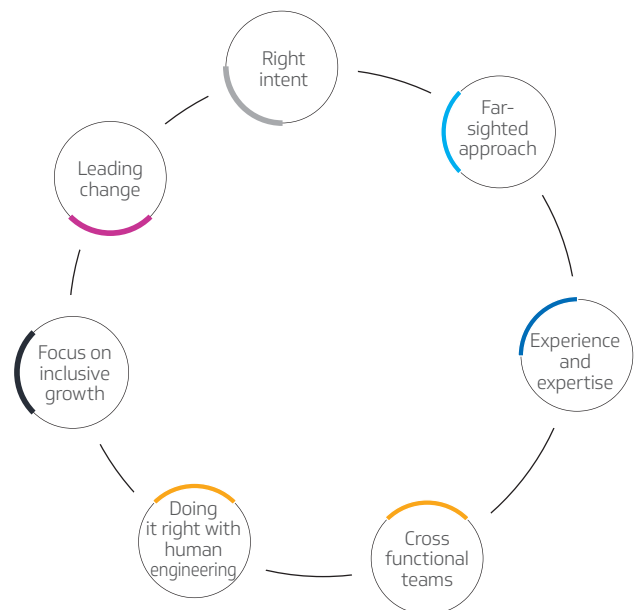 Right
intent
Far-
sighted
approach
Experience
and
expertise
Cross
functional
teams
Doing
it right with
human
engineering
Focus on
inclusive
growth
Leading
change